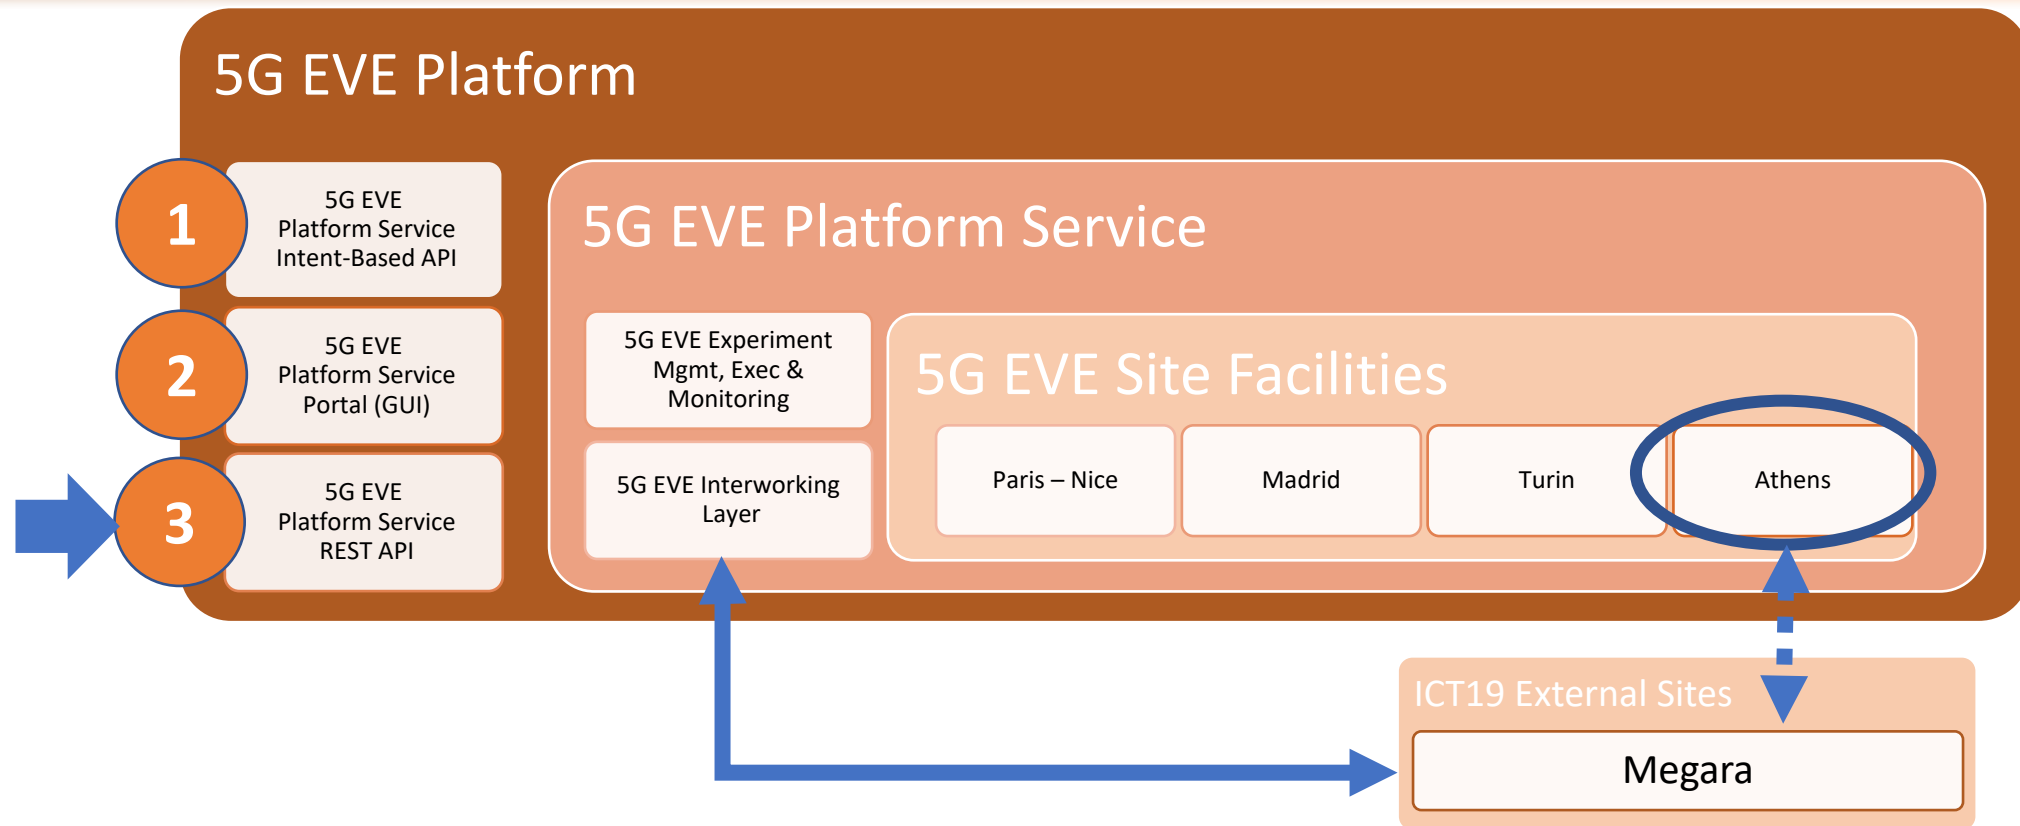 5G EVE Platform
1
5G EVE
Platform Service
Intent-Based API
2
5G EVE
Platform Service
Portal (GUI)
3
5G EVE
Platform Service
REST API
5G EVE Platform Service
5G EVE Experiment
Mgmt, Exec &
Monitoring
5G EVE Interworking
Layer
5G EVE Site Facilities
Paris – Nice
Madrid
Turin
Athens
ICT19 External Sites
Megara